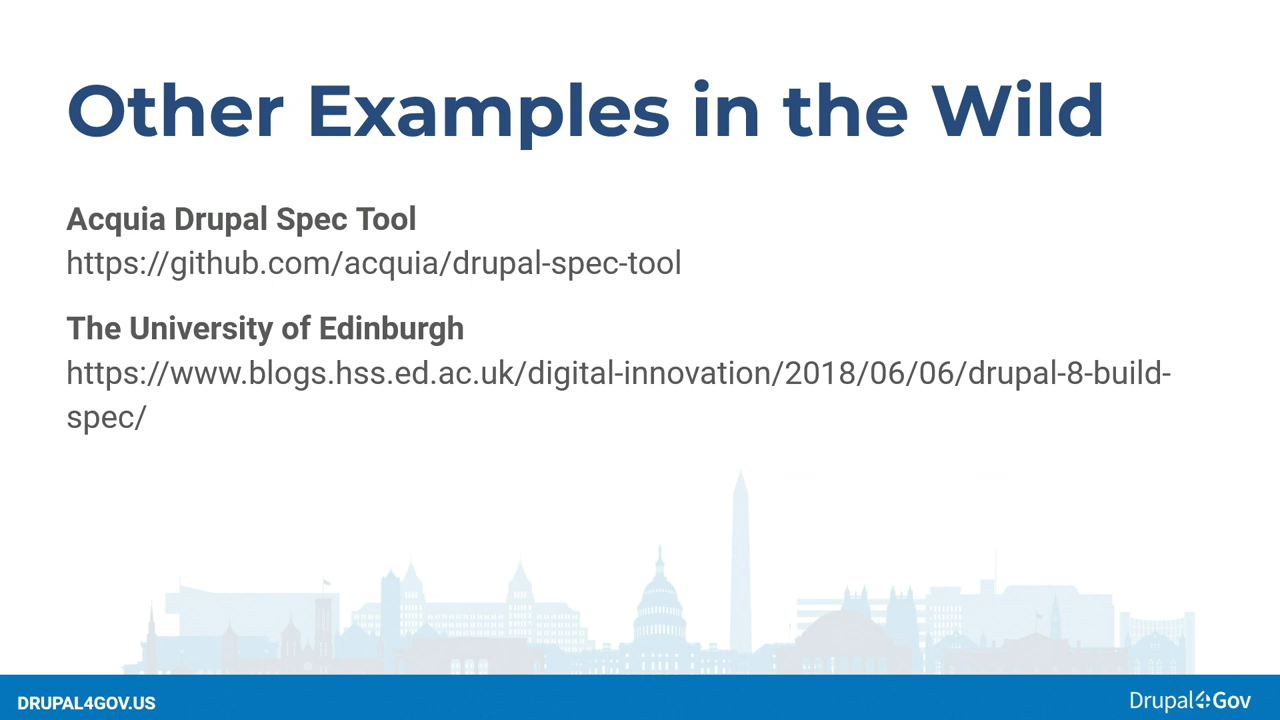 Other Examples in the Wild
Acquia Drupal Spec Tool
https://github.com/acquia/drupal-spec-tool
The University of Edinburgh
https://www.blogs.hss.ed.ac.uk/digital-innovation/2018/06/06/drupal-8-build-
spec/
DRUPAL4GOV.US
Drupal4Gov